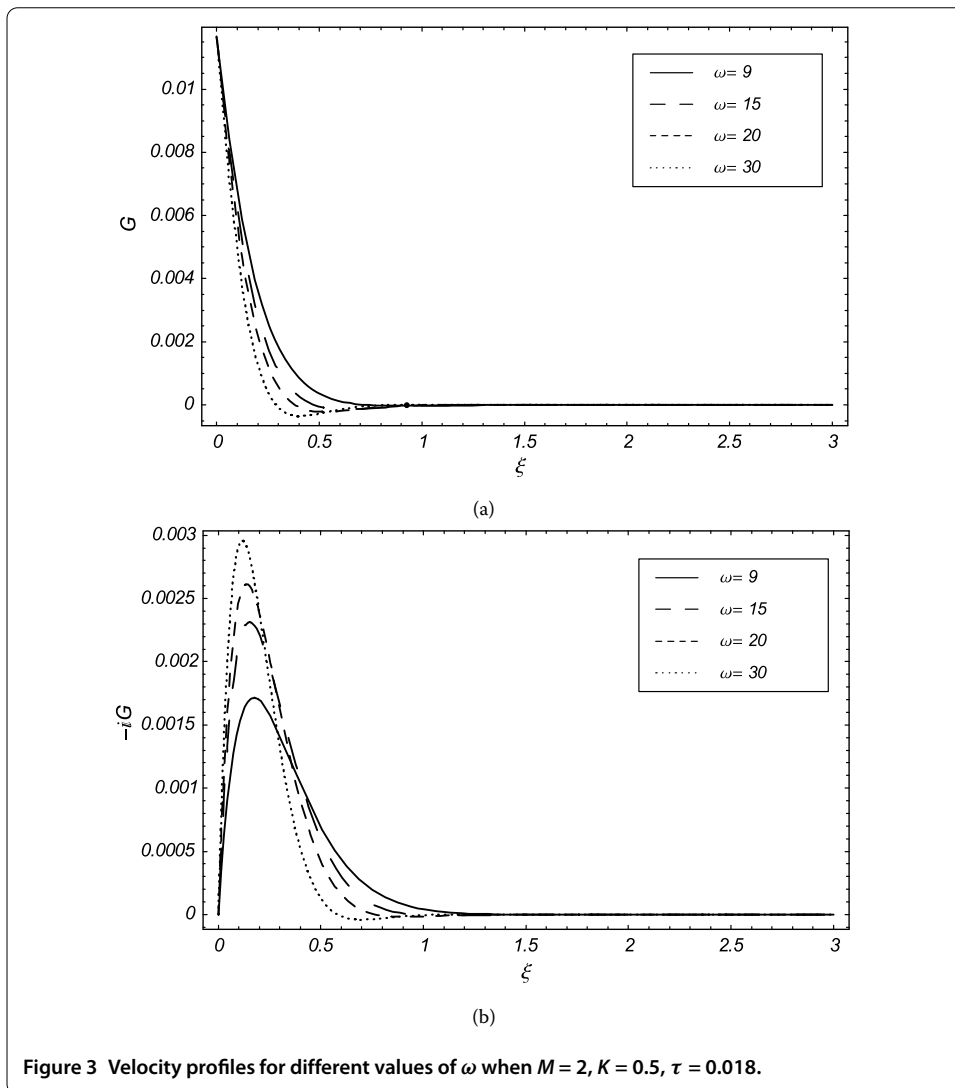 0.01
0.008
0.006
0.004
0.002
0
G
ω= 9
ω= 15
ω= 20
ω= 30
0 0.5 1 1.5 2 2.5 3
ξ
(a)
0.003
0.0025
0.002
0.0015
0.001
0.0005
0
−iG
ω= 9
ω= 15
ω= 20
ω= 30
0 0.5 1 1.5 2 2.5 3
ξ
(b)
Figure 3 Velocity profiles for different values of ω when M = 2, K = 0.5, τ = 0.018.